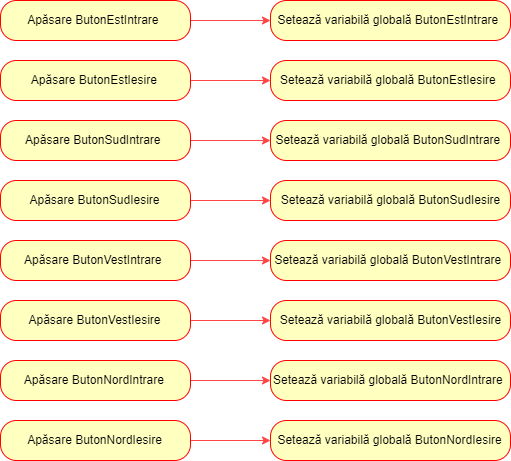 Apăsare ButonEstIntrare
Setează variabilă globală ButonEstIntrare
Apăsare ButonEstIesire
Setează variabilă globală ButonEstIesire
Apăsare ButonSudIntrare
Setează variabilă globală ButonSudIntrare
Apăsare ButonSudIesire
Setează variabilă globală ButonSudIesire
Apăsare ButonVestIntrare
Setează variabilă globală ButonVestIntrare
Apăsare ButonVestIesire
Setează variabilă globală ButonVestIesire
Apăsare ButonNordIntrare
Setează variabilă globală ButonNordIntrare
Apăsare ButonNordIesire
Setează variabilă globală ButonNordIesire